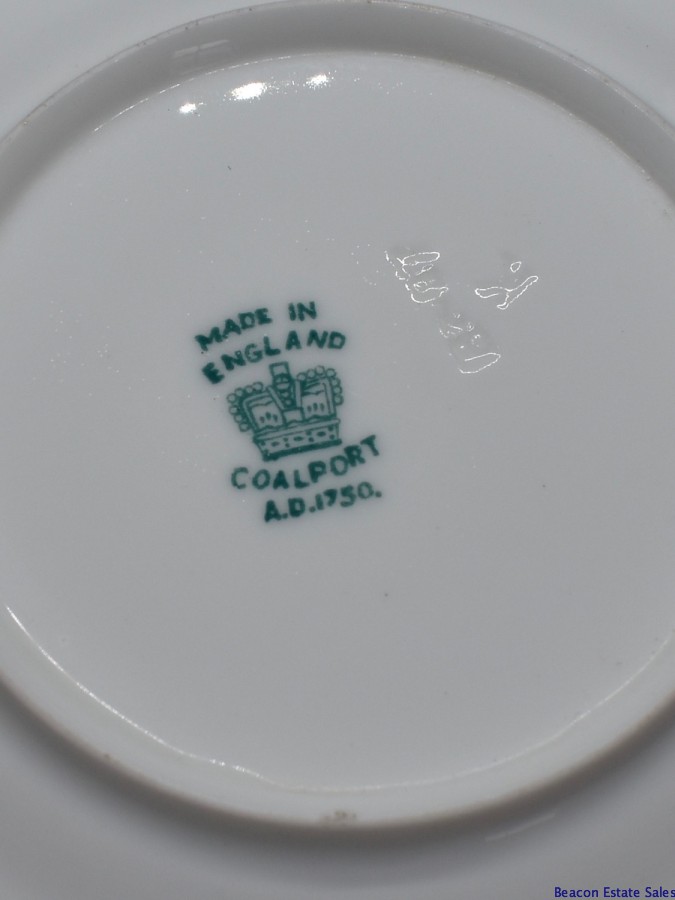 MADE IN
ENGLAND
COALPORT
A.D.1750.
Beacon Estate Sales